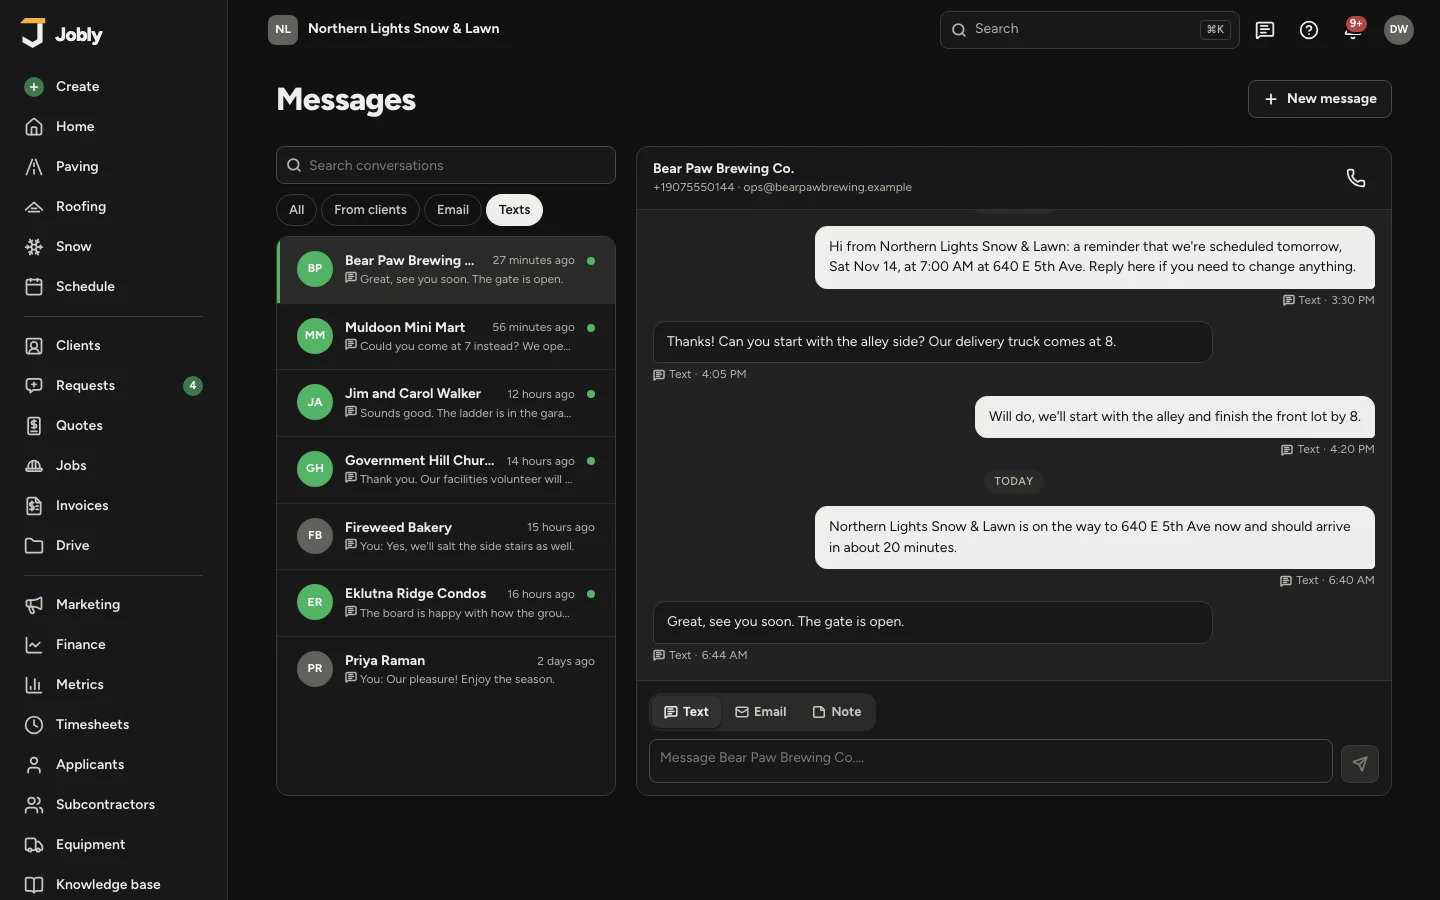 Jobly
NL
Northern Lights Snow & Lawn
Search
⌘K
9+
DW
Create
Home
Paving
Roofing
Snow
Schedule
Clients
Requests
4
Quotes
Jobs
Invoices
Drive
Marketing
Finance
Metrics
Timesheets
Applicants
Subcontractors
Equipment
Knowledge base
Messages
New message
Search conversations
All
From clients
Email
Texts
BP
Bear Paw Brewing ...
27 minutes ago
Great, see you soon. The gate is open.
MM
Muldoon Mini Mart
56 minutes ago
Could you come at 7 instead? We ope...
JA
Jim and Carol Walker
12 hours ago
Sounds good. The ladder is in the gara...
GH
Government Hill Chur...
14 hours ago
Thank you. Our facilities volunteer will ...
FB
Fireweed Bakery
15 hours ago
You: Yes, we'll salt the side stairs as well.
ER
Eklutna Ridge Condos
16 hours ago
The board is happy with how the grou...
PR
Priya Raman
2 days ago
You: Our pleasure! Enjoy the season.
Bear Paw Brewing Co.
+19075550144 · ops@bearpawbrewing.example
Hi from Northern Lights Snow & Lawn: a reminder that we're scheduled tomorrow,
Sat Nov 14, at 7:00 AM at 640 E 5th Ave. Reply here if you need to change anything.
Text · 3:30 PM
Thanks! Can you start with the alley side? Our delivery truck comes at 8.
Text · 4:05 PM
Will do, we'll start with the alley and finish the front lot by 8.
Text · 4:20 PM
TODAY
Northern Lights Snow & Lawn is on the way to 640 E 5th Ave now and should arrive
in about 20 minutes.
Text · 6:40 AM
Great, see you soon. The gate is open.
Text · 6:44 AM
Text
Email
Note
Message Bear Paw Brewing Co....